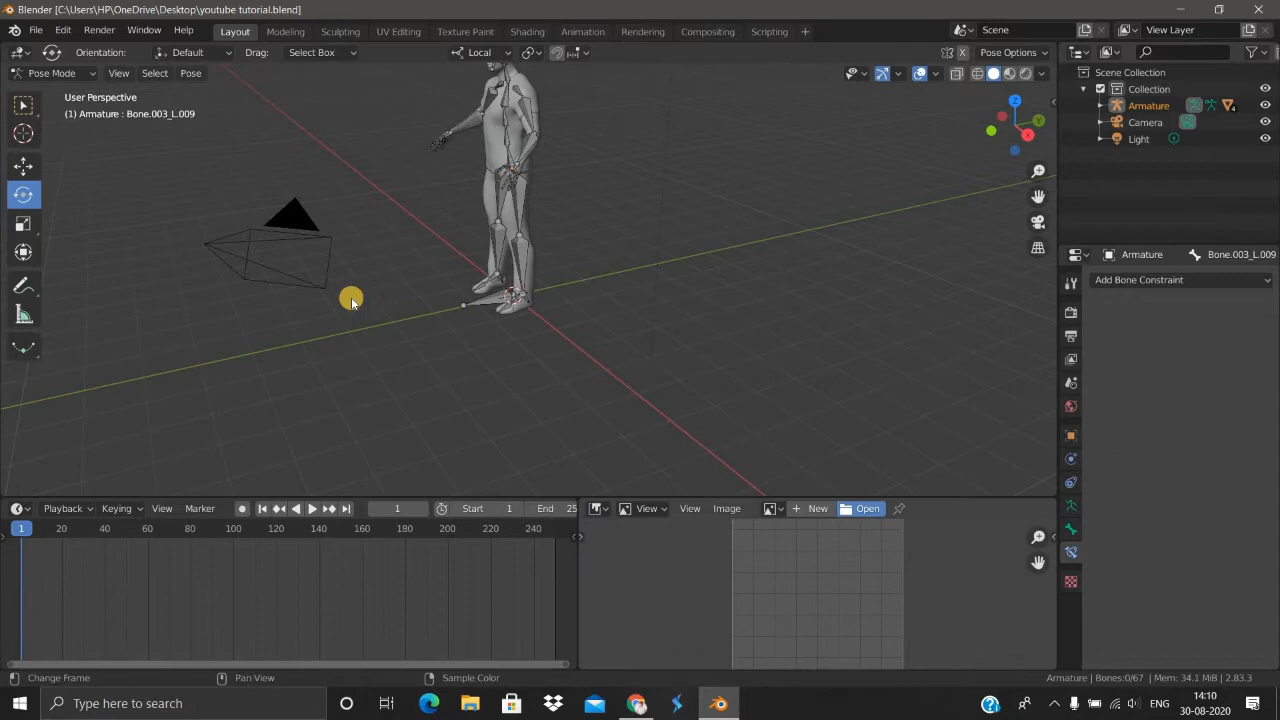 Blender [C:\Users\HP\OneDrive\Desktop\youtube tutorial.blend]
File Edit Render Window Help Layout Modeling Sculpting UV Editing Texture Paint Shading Animation Rendering Compositing Scripting + Scene View Layer
Orientation: Default Drag: Select Box Local X Pose Options
Pose Mode View Select Pose
User Perspective
(1) Armature : Bone.003_L.009
Z
Y
X
Scene Collection
Collection
Armature 4
Camera
Light
Armature Bone.003_L.009
Add Bone Constraint
Playback Keying View Marker 1 Start 1 End 25
View View Image New Open
1 20 40 60 80 100 120 140 160 180 200 220 240
Change Frame Pan View Sample Color Armature | Bones:0/67 | Mem: 34.1 MiB | 2.83.3
Type here to search
ENG
14:10
30-08-2020